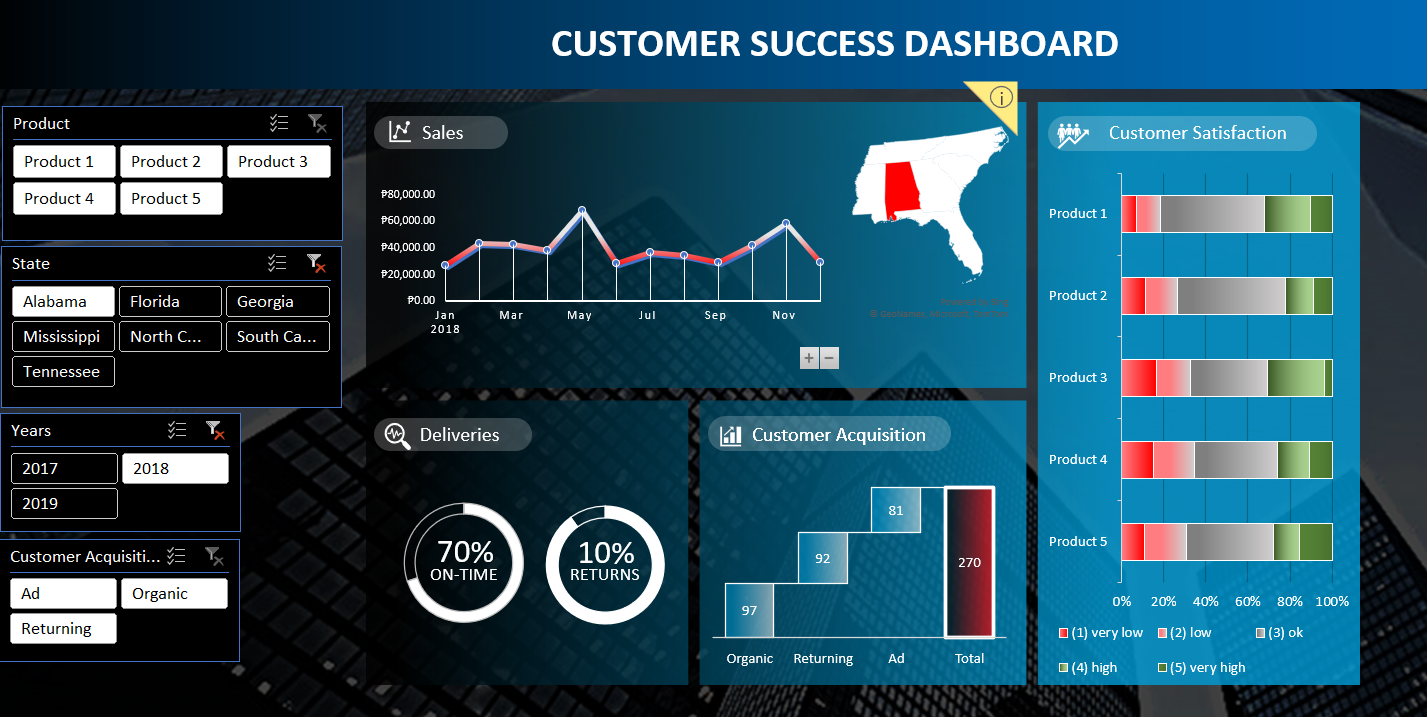 CUSTOMER SUCCESS DASHBOARD
Product
Product 1
Product 2
Product 3
Product 4
Product 5
State
Alabama
Florida
Georgia
Mississippi
North C...
South Ca...
Tennessee
Years
2017
2018
2019
Customer Acquisiti...
Ad
Organic
Returning
Sales
₱80,000.00
₱60,000.00
₱40,000.00
₱20,000.00
₱0.00
Jan
Mar
May
Jul
Sep
Nov
2018
i
© GeoNames, Microsoft,
+
−
Deliveries
70%
ON-TIME
10%
RETURNS
Customer Acquisition
97
92
81
270
Organic
Returning
Ad
Total
Customer Satisfaction
Product 1
Product 2
Product 3
Product 4
Product 5
0% 20% 40% 60% 80% 100%
(1) very low
(2) low
(3) ok
(4) high
(5) very high